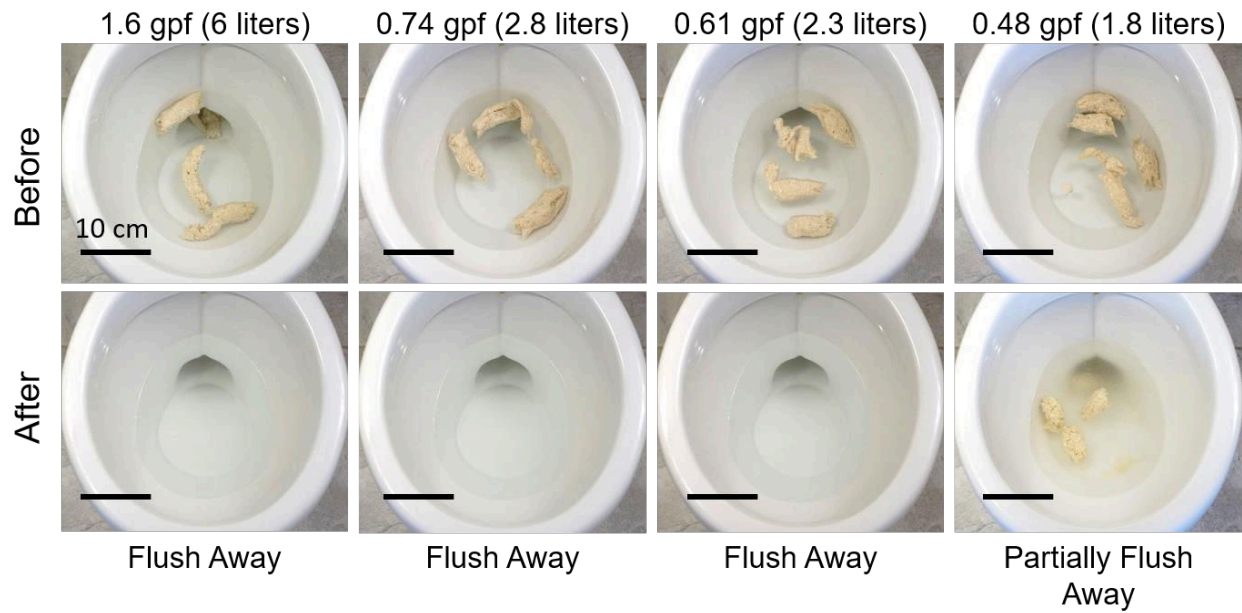 1.6 gpf (6 liters)
0.74 gpf (2.8 liters)
0.61 gpf (2.3 liters)
0.48 gpf (1.8 liters)
Before
10 cm
After
Flush Away
Flush Away
Flush Away
Partially Flush
Away